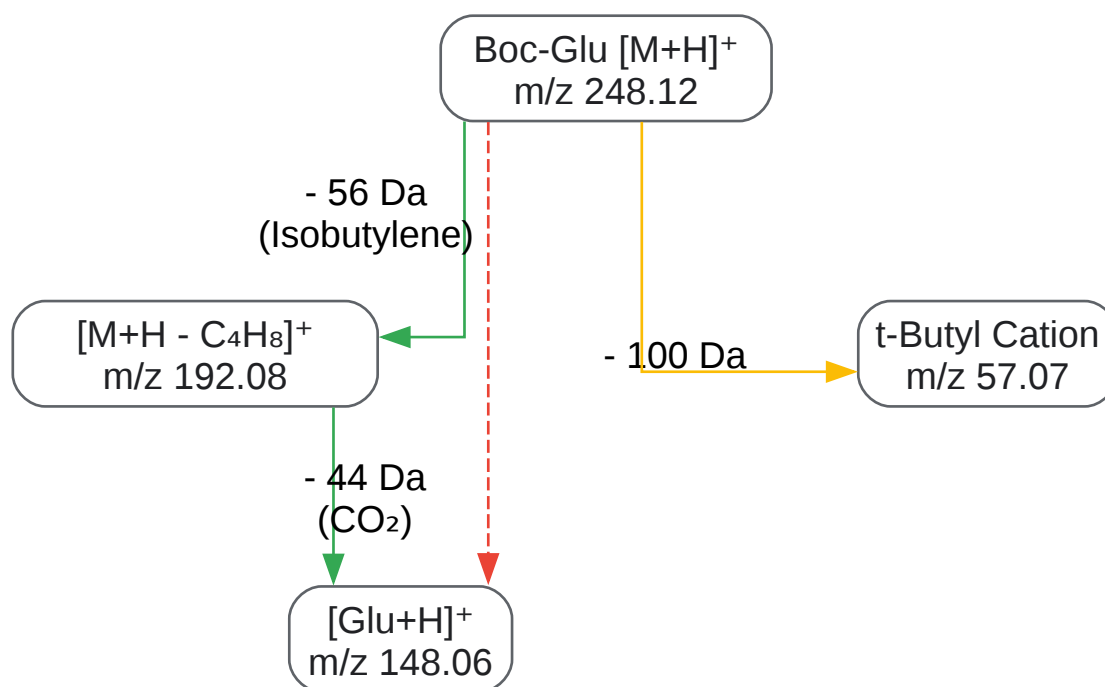 Boc-Glu [M+H]⁺
m/z 248.12
- 56 Da
(Isobutylene)
[M+H - C₄H₈]⁺
m/z 192.08
- 100 Da
t-Butyl Cation
m/z 57.07
- 44 Da
(CO₂)
[Glu+H]⁺
m/z 148.06